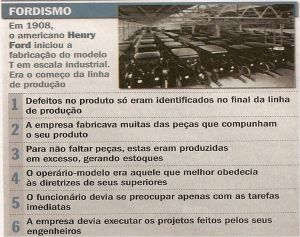 FORDISMO
Em 1908,
o americano Henry
Ford iniciou a
fabricação do modelo
T em escala industrial.
Era o começo da linha
de produção
1 Defeitos no produto só eram identificados no final da linha
de produção
2 A empresa fabricava muitas das peças que compunham
o seu produto
3 Para não faltar peças, estas eram produzidas
em excesso, gerando estoques
4 O operário-modelo era aquele que melhor obedecia
às diretrizes de seus superiores
5 O funcionário devia se preocupar apenas com as tarefas
imediatas
6 A empresa devia executar os projetos feitos pelos seus
engenheiros